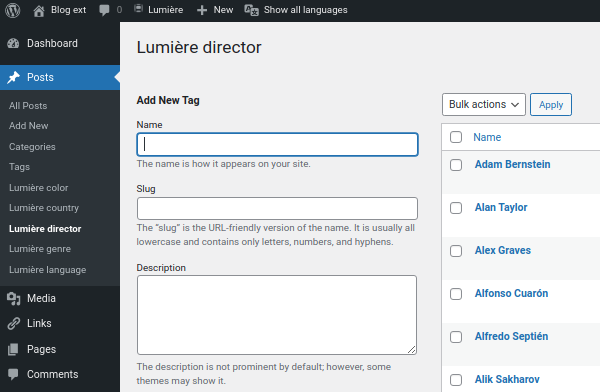 Blog ext
0
Lumière
New
Show all languages
Dashboard
Posts
All Posts
Add New
Categories
Tags
Lumière color
Lumière country
Lumière director
Lumière genre
Lumière language
Media
Links
Pages
Comments
Lumière director
Add New Tag
Name
The name is how it appears on your site.
Slug
The “slug” is the URL-friendly version of the name. It is usually all
lowercase and contains only letters, numbers, and hyphens.
Description
The description is not prominent by default; however, some
themes may show it.
Bulk actions
Apply
Name
Adam Bernstein
Alan Taylor
Alex Graves
Alfonso Cuarón
Alfredo Septién
Alik Sakharov